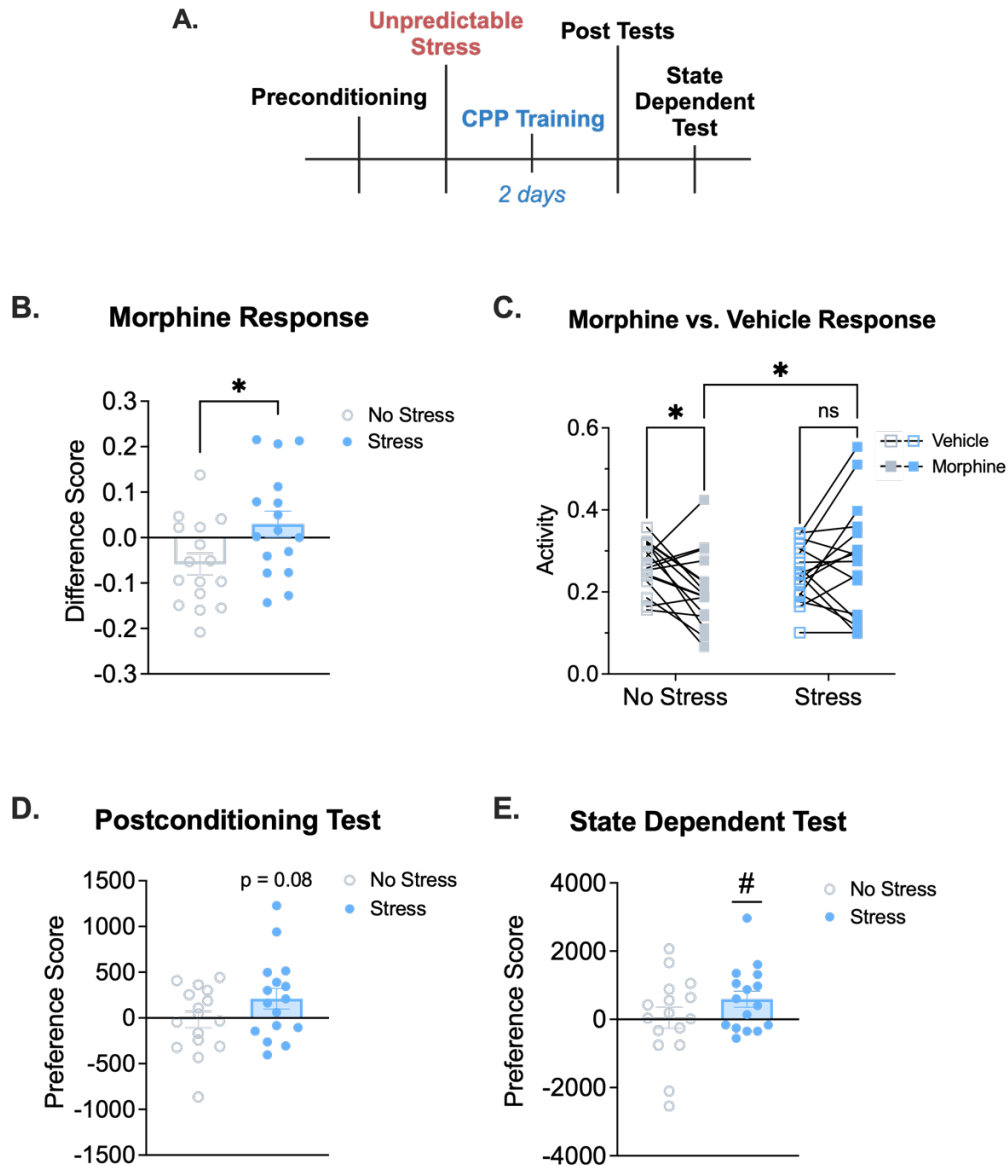 A.
Unpredictable
Stress
Post Tests
Preconditioning
State
Dependent
Test
CPP Training
2 days
B.
Morphine Response
*
0.3
0.2
0.1
0.0
-0.1
-0.2
-0.3
Difference Score
No Stress
Stress
C.
Morphine vs. Vehicle Response
*
*
ns
0.6
0.4
0.2
0.0
Activity
Vehicle
Morphine
No Stress
Stress
D.
Postconditioning Test
p = 0.08
1500
1000
500
0
-500
-1000
-1500
Preference Score
No Stress
Stress
E.
State Dependent Test
#
4000
2000
0
-2000
-4000
Preference Score
No Stress
Stress